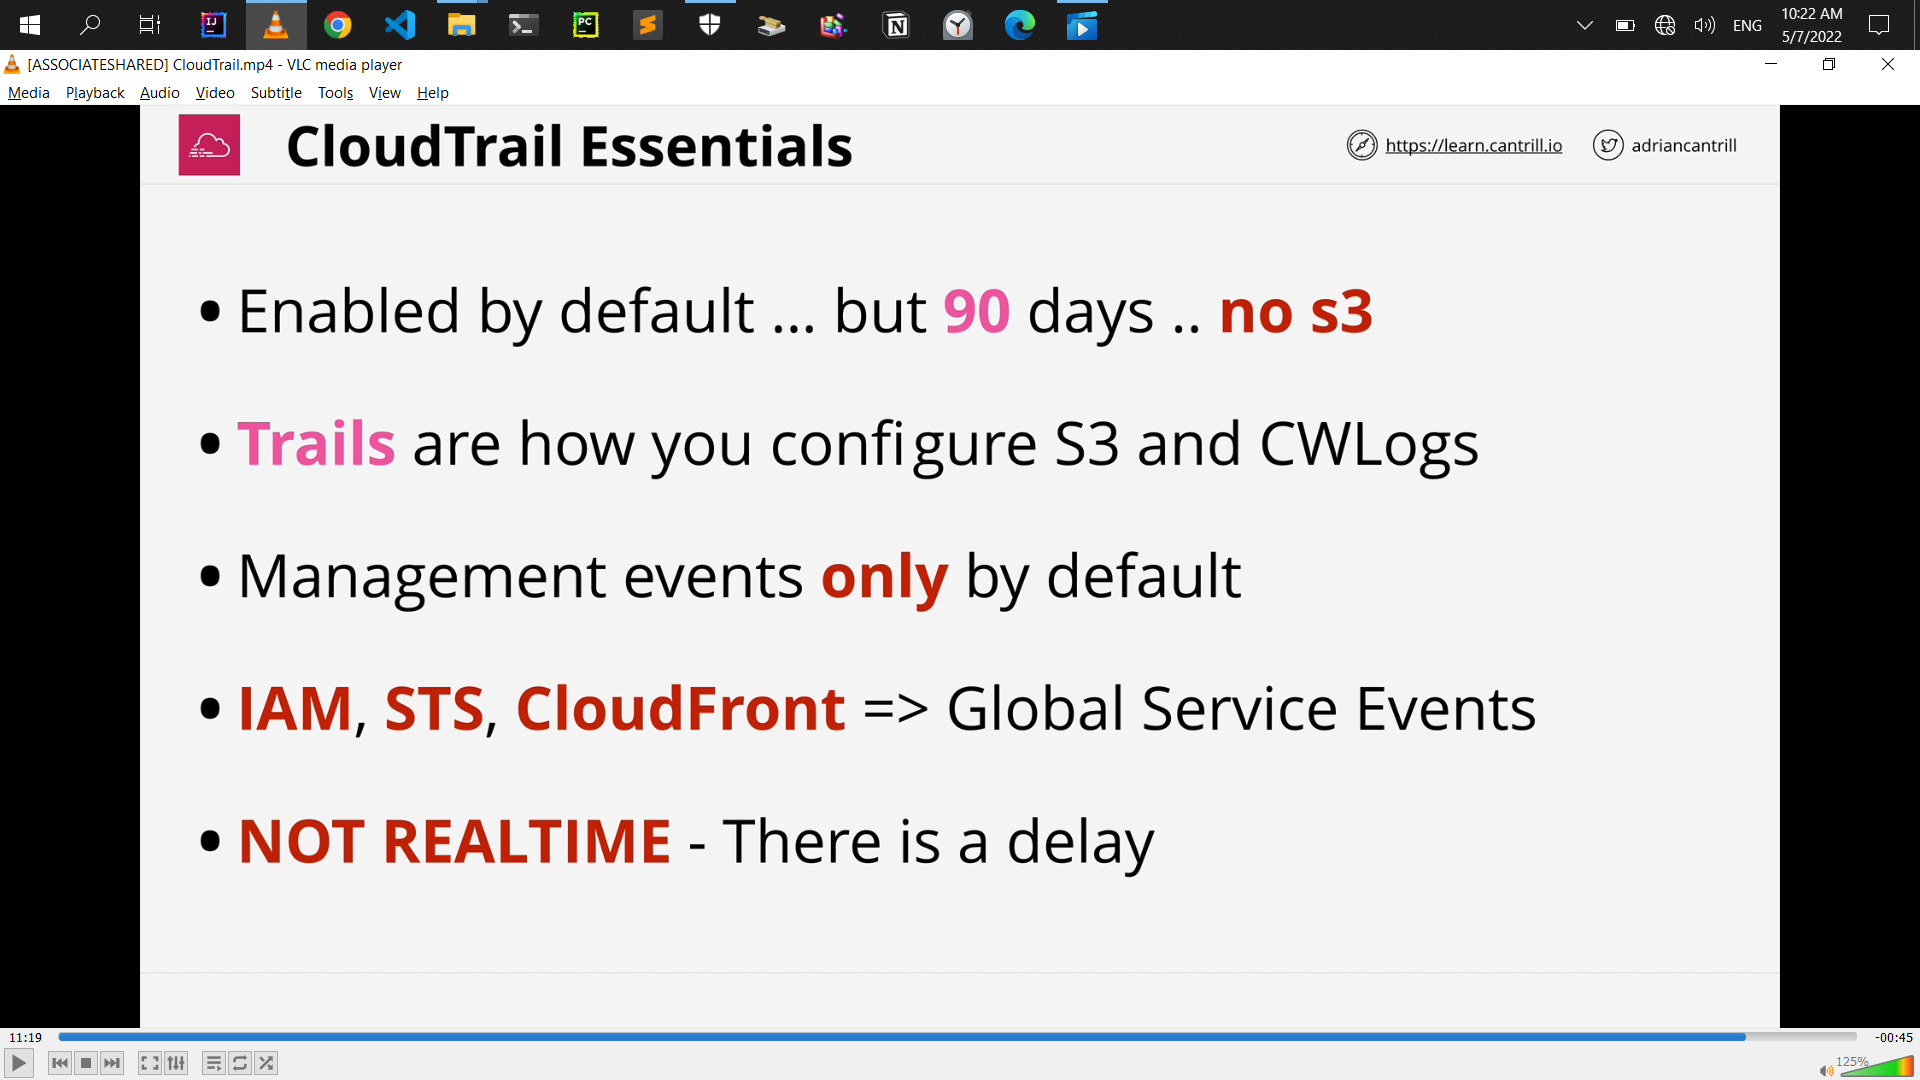 ENG
10:22 AM
5/7/2022
[ASSOCIATESHARED] CloudTrail.mp4 - VLC media player
Media Playback Audio Video Subtitle Tools View Help
CloudTrail Essentials
https://learn.cantrill.io
adriancantrill
• Enabled by default ... but 90 days .. no s3
• Trails are how you configure S3 and CWLogs
• Management events only by default
• IAM, STS, CloudFront => Global Service Events
• NOT REALTIME - There is a delay
11:19
-00:45
125%